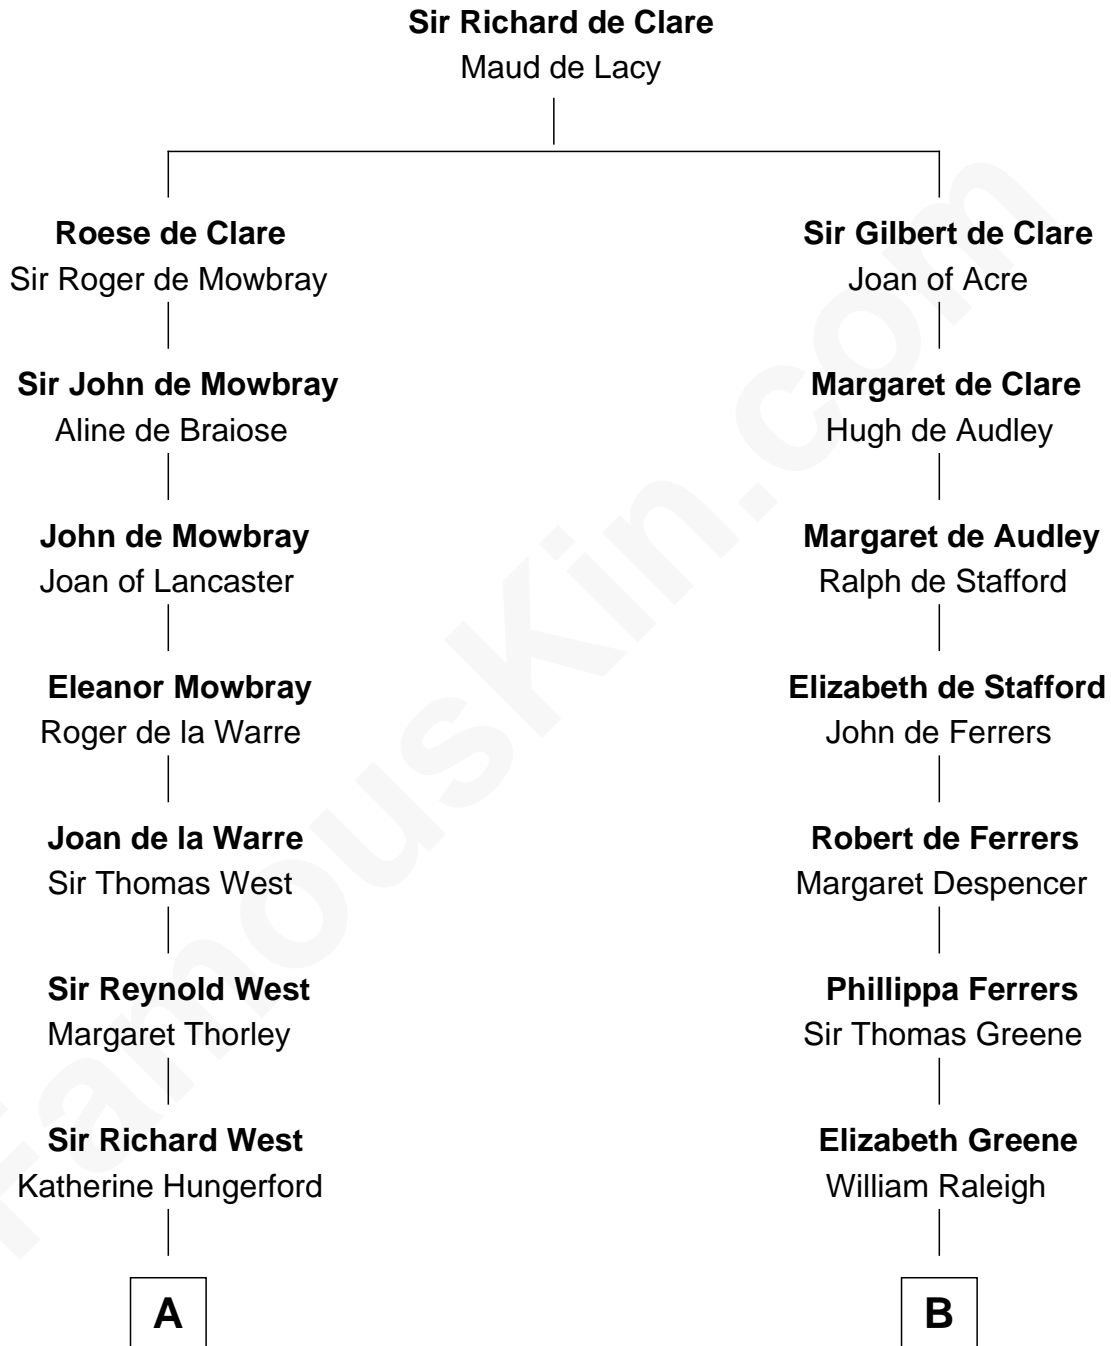 Sir Richard de Clare
Maud de Lacy
Roese de Clare
Sir Roger de Mowbray
Sir Gilbert de Clare
Joan of Acre
Sir John de Mowbray
Aline de Braiose
Margaret de Clare
Hugh de Audley
John de Mowbray
Joan of Lancaster
Margaret de Audley
Ralph de Stafford
Eleanor Mowbray
Roger de la Warre
Elizabeth de Stafford
John de Ferrers
Joan de la Warre
Sir Thomas West
Robert de Ferrers
Margaret Despencer
Sir Reynold West
Margaret Thorley
Phillippa Ferrers
Sir Thomas Greene
Sir Richard West
Katherine Hungerford
Elizabeth Greene
William Raleigh
A
B
FamousKin.com